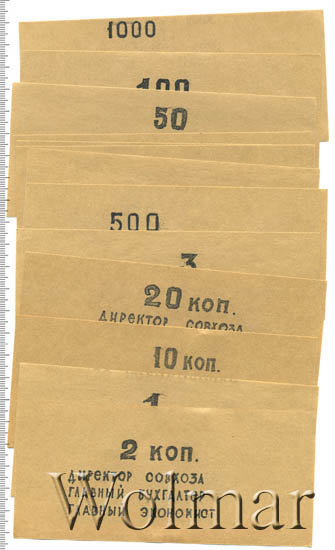 1000
100
50
500
3
20 коп.
ДИРЕКТОР СОВХОЗА
10 коп.
1
2 коп.
ДИРЕКТОР СОВХОЗА
ГЛАВНЫЙ БУХГАЛТЕР
ГЛАВНЫЙ ЭКОНОМИСТ
Wolmar